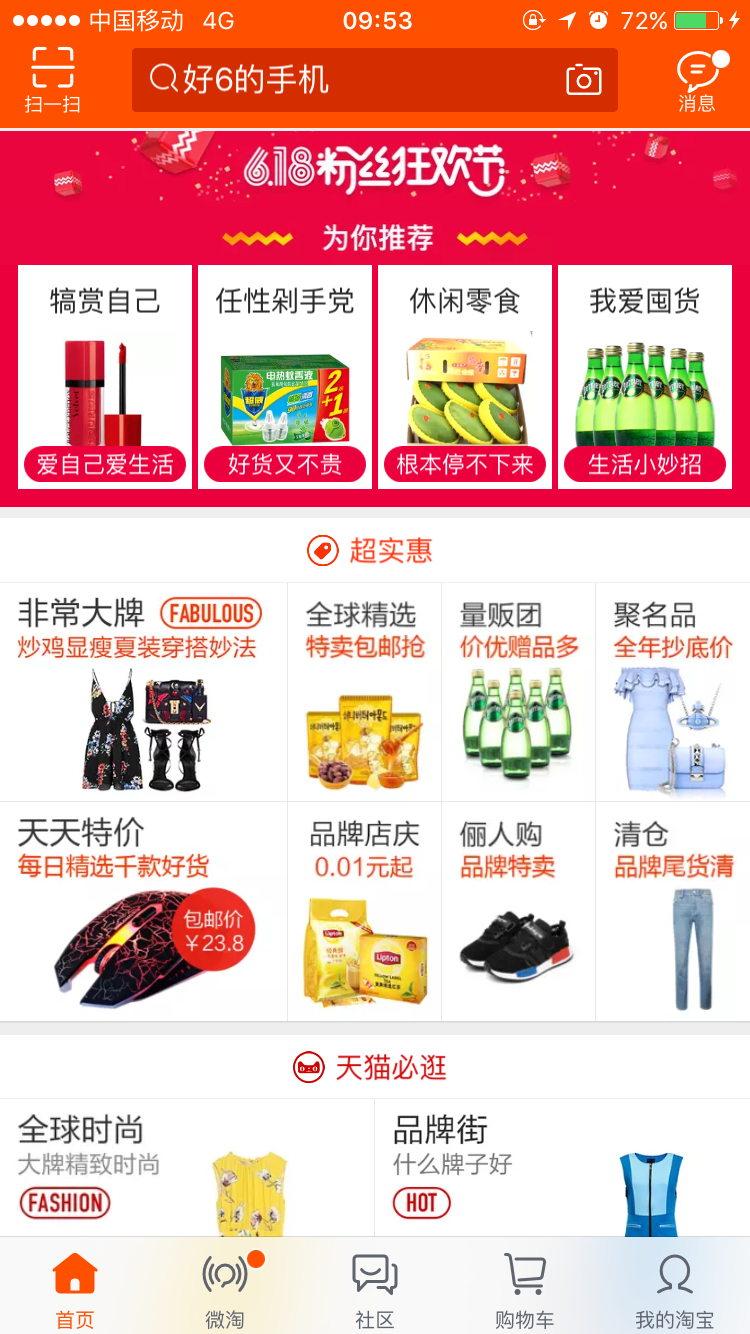 中国移动 4G 09:53 72%
扫一扫
好6的手机
消息
6.18粉丝狂欢节
为你推荐
犒赏自己 任性剁手党 休闲零食 我爱囤货
电热蚊香液
2+1
爱自己爱生活 好货又不贵 根本停不下来 生活小妙招
超实惠
非常大牌 FABULOUS
炒鸡显瘦夏装穿搭妙法
全球精选
特卖包邮抢
量贩团
价优赠品多
聚名品
全年抄底价
天天特价
每日精选千款好货
包邮价
￥23.8
品牌店庆
0.01元起
Lipton
Lipton
YELLOW LABEL
TEA
俪人购
品牌特卖
清仓
品牌尾货清
天猫必逛
全球时尚
大牌精致时尚
FASHION
品牌街
什么牌子好
HOT
首页 微淘 社区 购物车 我的淘宝